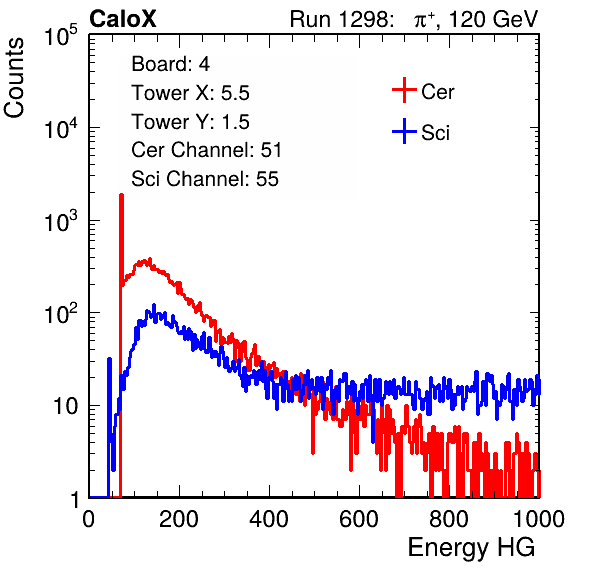 CaloX Run 1298: π⁺, 120 GeV
Counts
10⁵
10⁴
10³
10²
10
1
Board: 4
Tower X: 5.5
Tower Y: 1.5
Cer Channel: 51
Sci Channel: 55
Cer
Sci
0 200 400 600 800 1000
Energy HG